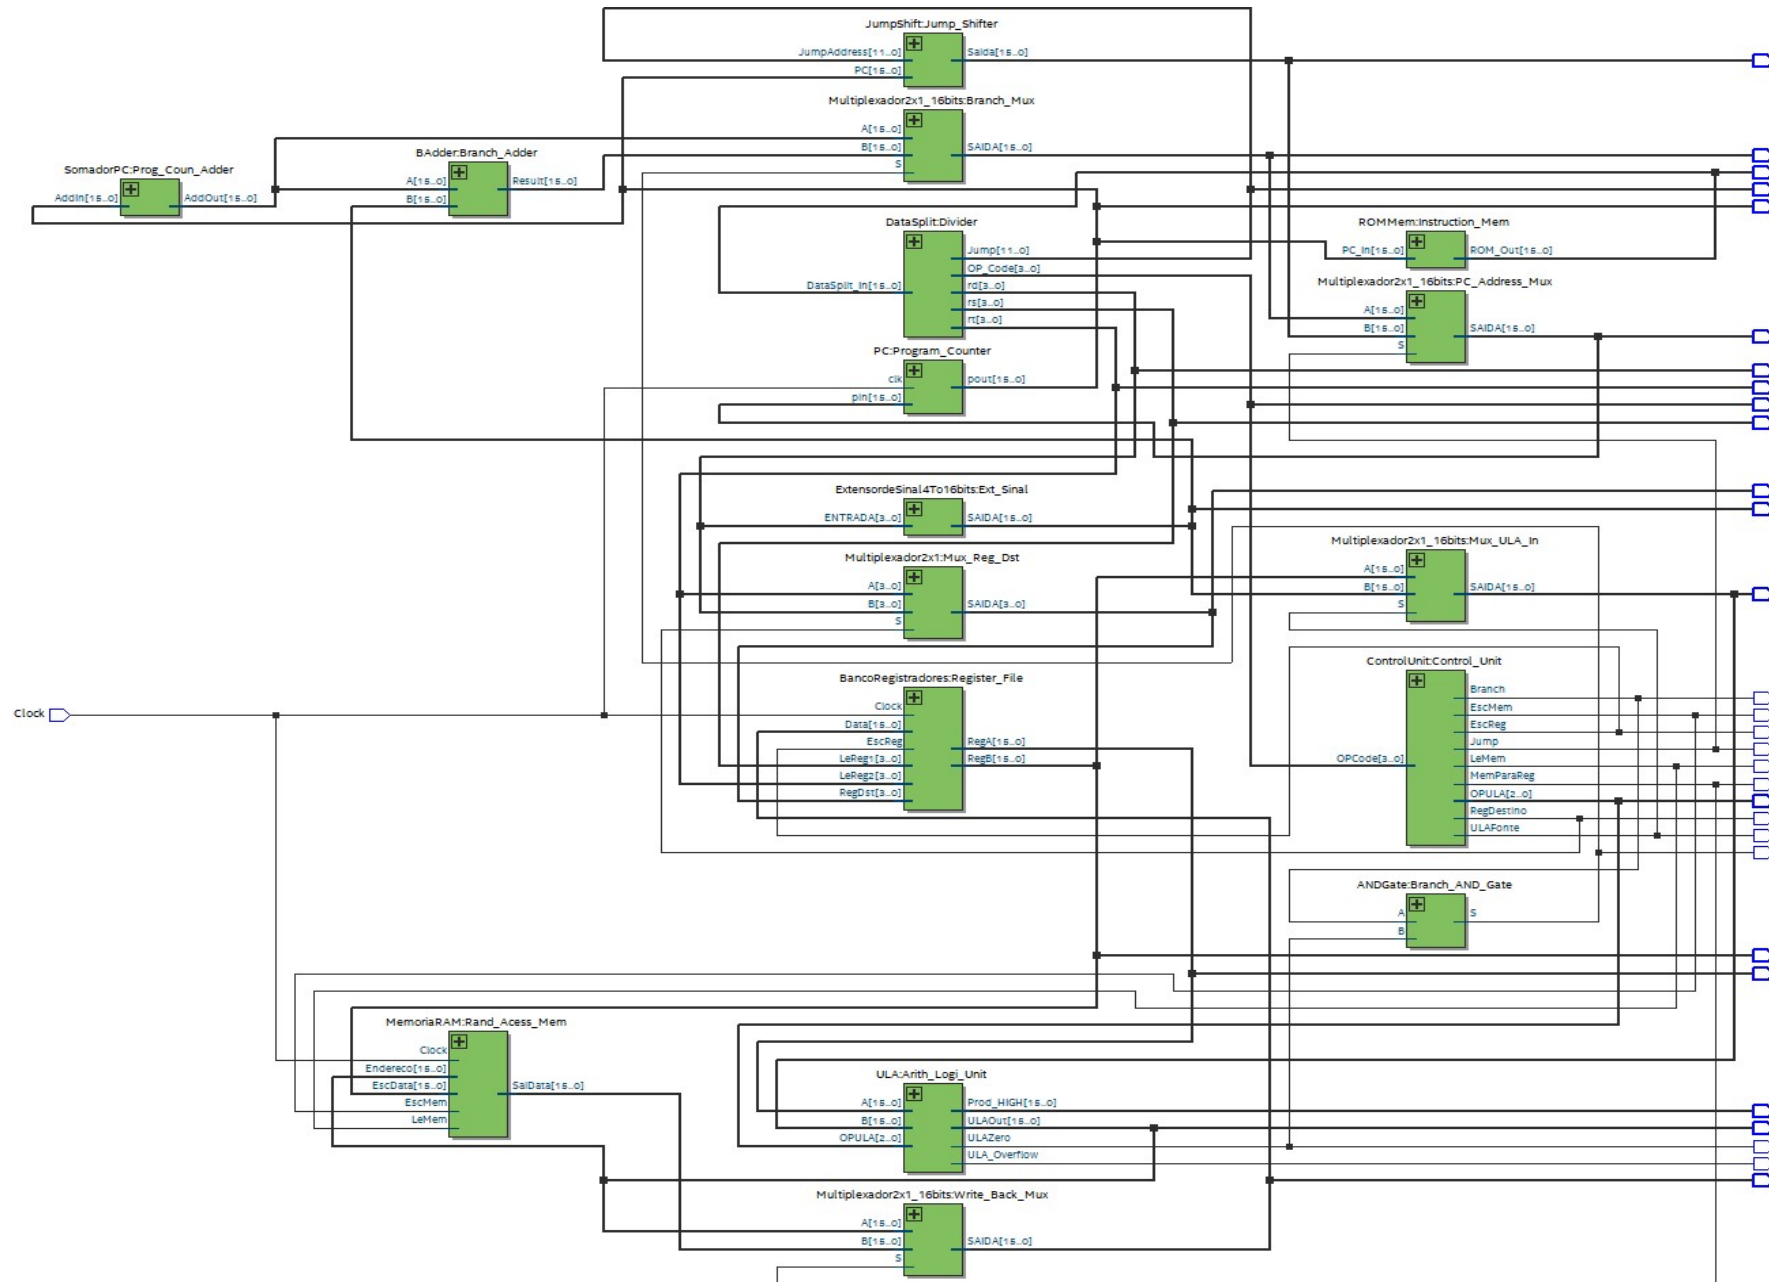 JumpShift:Jump_Shifter
JumpAddress[11..0]
PC[15..0]
Saida[15..0]
Multiplexador2x1_16bits:Branch_Mux
A[15..0]
B[15..0]
S
SAIDA[15..0]
SomadorPC:Prog_Coun_Adder
AddIn[15..0]
AddOut[15..0]
BAdder:Branch_Adder
A[15..0]
B[15..0]
Result[15..0]
DataSplit:Divider
DataSplit_In[15..0]
Jump[11..0]
OP_Code[3..0]
rd[3..0]
rs[3..0]
rt[3..0]
ROMMem:Instruction_Mem
PC_In[15..0]
ROM_Out[15..0]
Multiplexador2x1_16bits:PC_Address_Mux
A[15..0]
B[15..0]
S
SAIDA[15..0]
PC:Program_Counter
clk
pin[15..0]
pout[15..0]
ExtensordeSinal4To16bits:Ext_Sinal
ENTRADA[3..0]
SAIDA[15..0]
Multiplexador2x1:Mux_Reg_Dst
A[3..0]
B[3..0]
S
SAIDA[3..0]
Multiplexador2x1_16bits:Mux_ULA_In
A[15..0]
B[15..0]
S
SAIDA[15..0]
BancoRegistradores:Register_File
Clock
Data[15..0]
EscReg
LeReg1[3..0]
LeReg2[3..0]
RegDst[3..0]
RegA[15..0]
RegB[15..0]
Clock
ControlUnit:Control_Unit
OPCode[3..0]
Branch
EscMem
EscReg
Jump
LeMem
MemParaReg
OPULA[2..0]
RegDestino
ULAFonte
ANDGate:Branch_AND_Gate
A
B
S
MemoriaRAM:Rand_Acess_Mem
Clock
Endereco[15..0]
EscData[15..0]
EscMem
LeMem
SaiData[15..0]
ULA:Arith_Logi_Unit
A[15..0]
B[15..0]
OPULA[2..0]
Prod_HIGH[15..0]
ULAOut[15..0]
ULAZero
ULA_Overflow
Multiplexador2x1_16bits:Write_Back_Mux
A[15..0]
B[15..0]
S
SAIDA[15..0]